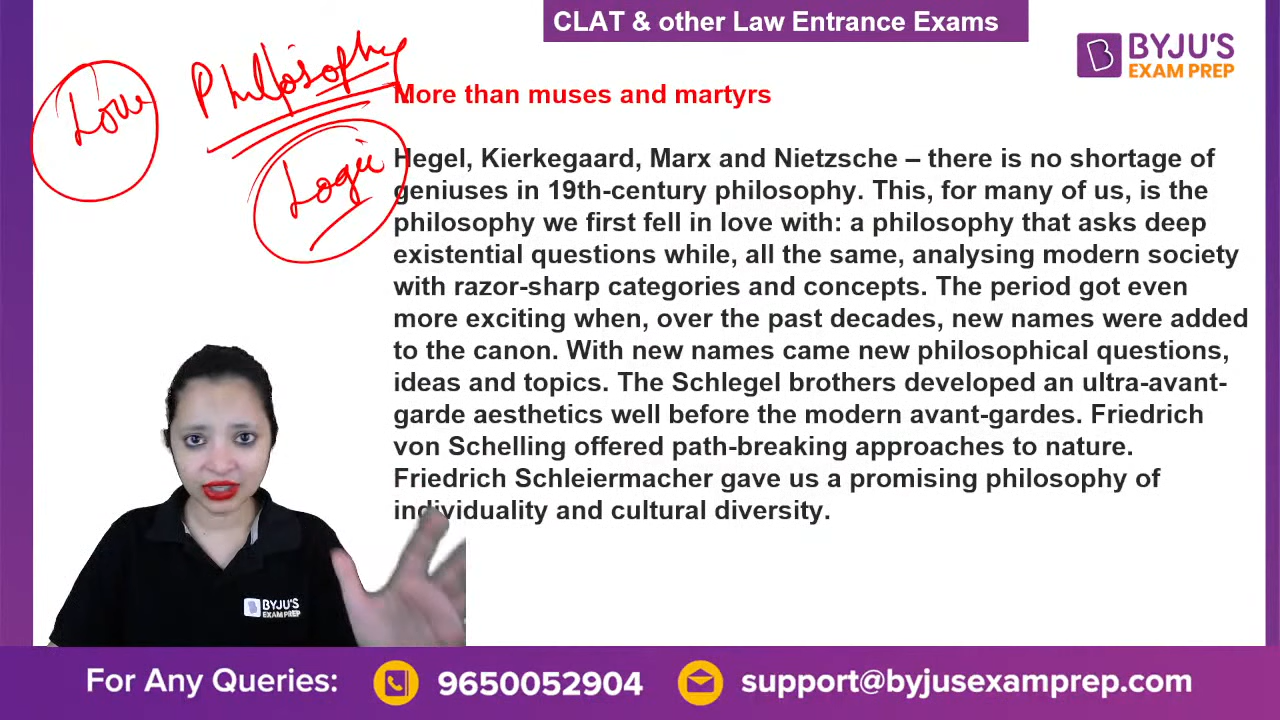 CLAT & other Law Entrance Exams
BYJU'S
EXAM PREP
Love
Philosophy
Logic
More than muses and martyrs
Hegel, Kierkegaard, Marx and Nietzsche – there is no shortage of
geniuses in 19th-century philosophy. This, for many of us, is the
philosophy we first fell in love with: a philosophy that asks deep
existential questions while, all the same, analysing modern society
with razor-sharp categories and concepts. The period got even
more exciting when, over the past decades, new names were added
to the canon. With new names came new philosophical questions,
ideas and topics. The Schlegel brothers developed an ultra-avant-
garde aesthetics well before the modern avant-gardes. Friedrich
von Schelling offered path-breaking approaches to nature.
Friedrich Schleiermacher gave us a promising philosophy of
individuality and cultural diversity.
BYJU'S
EXAM PREP
For Any Queries: 9650052904 support@byjusexamprep.com